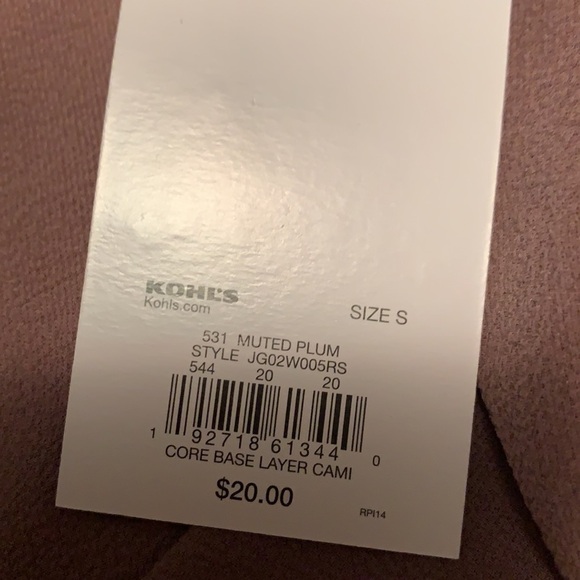 KOHL'S
Kohls.com
SIZE S
531 MUTED PLUM
STYLE JG02W005RS
544 20 20
1 92718 61344 0
CORE BASE LAYER CAMI
$20.00
RPI14